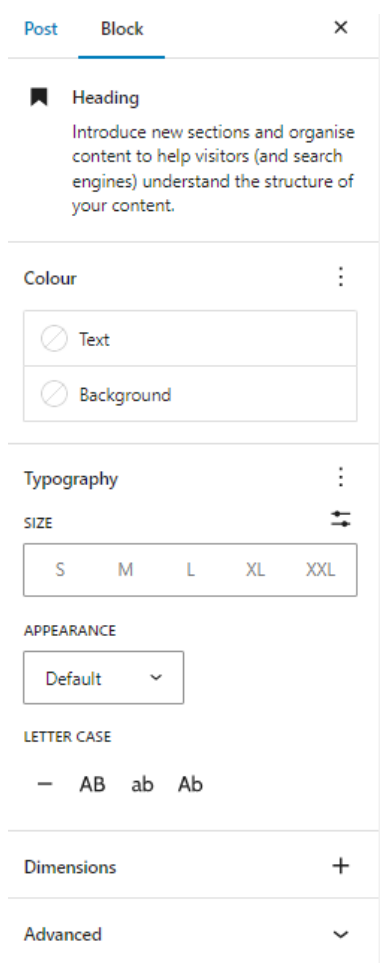 Post Block
Heading
Introduce new sections and organise
content to help visitors (and search
engines) understand the structure of
your content.
Colour
Text
Background
Typography
SIZE
S M L XL XXL
APPEARANCE
Default
LETTER CASE
— AB ab Ab
Dimensions
Advanced